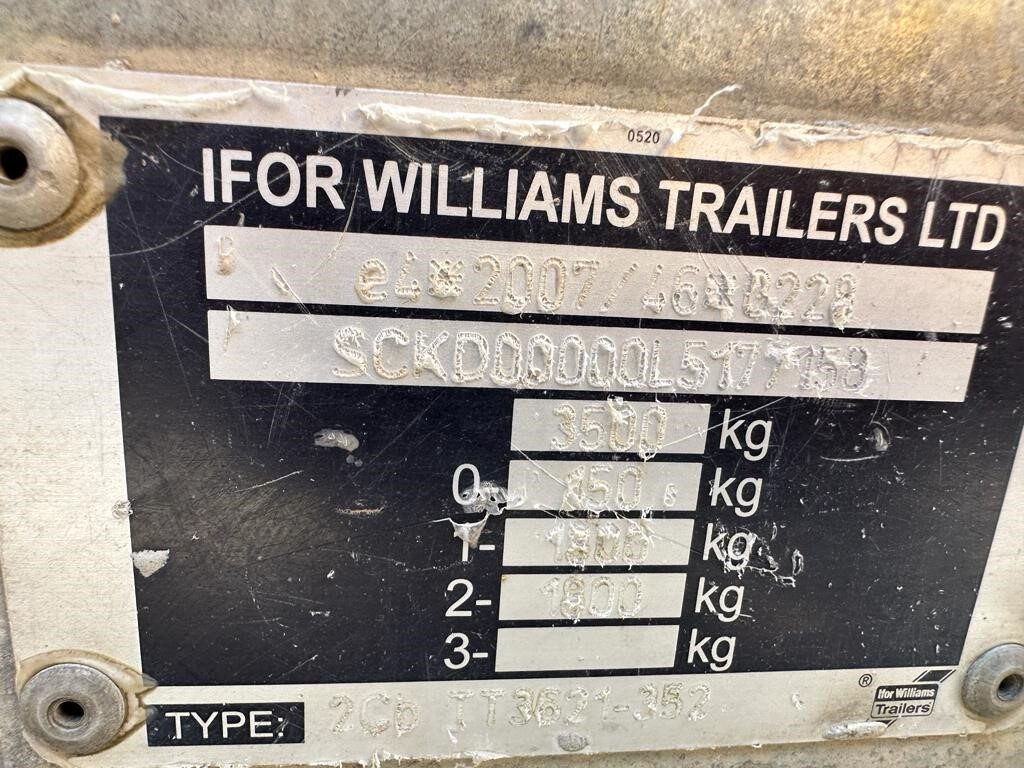 0520
IFOR WILLIAMS TRAILERS LTD
e4*2007/46*0228
SCKD00000L5177158
3500 kg
0- 150 kg
1- 1800 kg
2- 1800 kg
3- kg
TYPE: 2Cb TT3621-352
®
Ifor Williams
Trailers